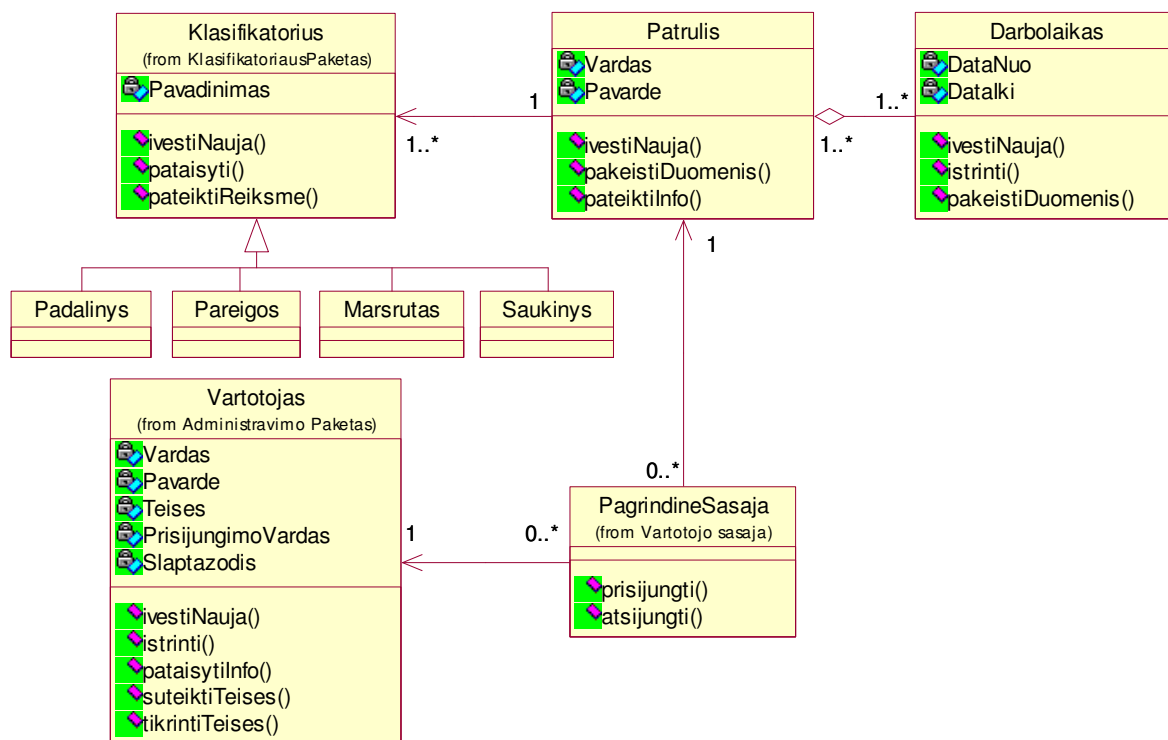 Klasifikatorius
(from KlasifikatoriausPaketas)
Pavadinimas
ivestiNauja()
pataisyti()
pateiktiReiksme()
1
1..*
Patrulis
Vardas
Pavarde
ivestiNauja()
pakeistiDuomenis()
pateiktiInfo()
1..*
1..*
Darbolaikas
DataNuo
DataIki
ivestiNauja()
istrinti()
pakeistiDuomenis()
1
Padalinys
Pareigos
Marsrutas
Saukinys
Vartotojas
(from Administravimo Paketas)
Vardas
Pavarde
Teises
PrisijungimoVardas
Slaptazodis
ivestiNauja()
istrinti()
pataisytiInfo()
suteiktiTeises()
tikrintiTeises()
1
0..*
0..*
PagrindineSasaja
(from Vartotojo sasaja)
prisijungti()
atsijungti()